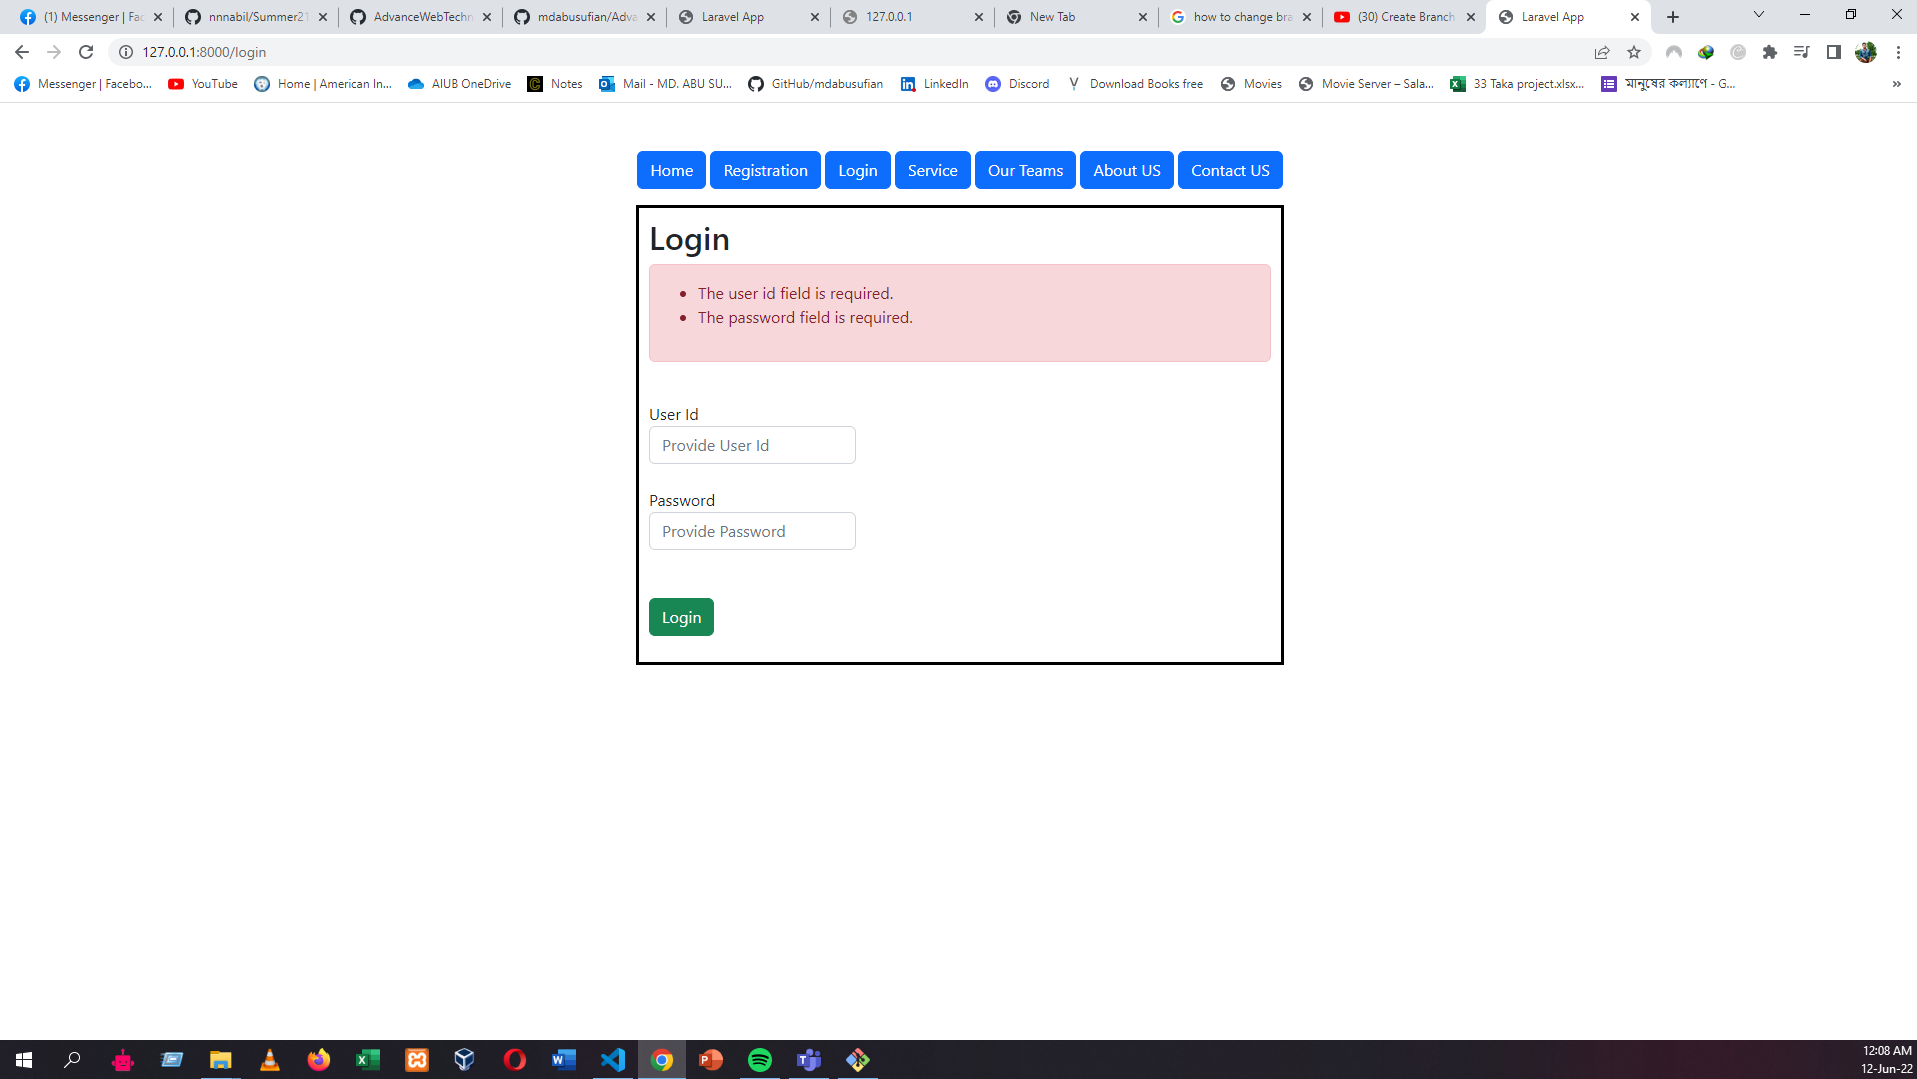 (1) Messenger | Fac
nnnabil/Summer21
AdvanceWebTechn
mdabusufian/Adva
Laravel App
127.0.0.1
New Tab
how to change bra
(30) Create Branch
Laravel App
127.0.0.1:8000/login
Messenger | Facebo...
YouTube
Home | American In...
AIUB OneDrive
Notes
Mail - MD. ABU SU...
GitHub/mdabusufian
LinkedIn
Discord
Download Books free
Movies
Movie Server – Sala...
33 Taka project.xlsx...
মানুষের কল্যাণে - G...
Home
Registration
Login
Service
Our Teams
About US
Contact US
Login
The user id field is required.
The password field is required.
User Id
Provide User Id
Password
Provide Password
Login
12:08 AM
12-Jun-22